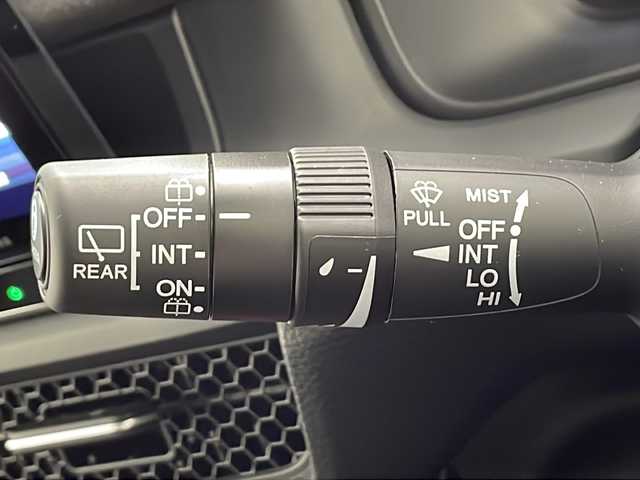 OFF
INT
ON
REAR
PULL
MIST
OFF
INT
LO
HI